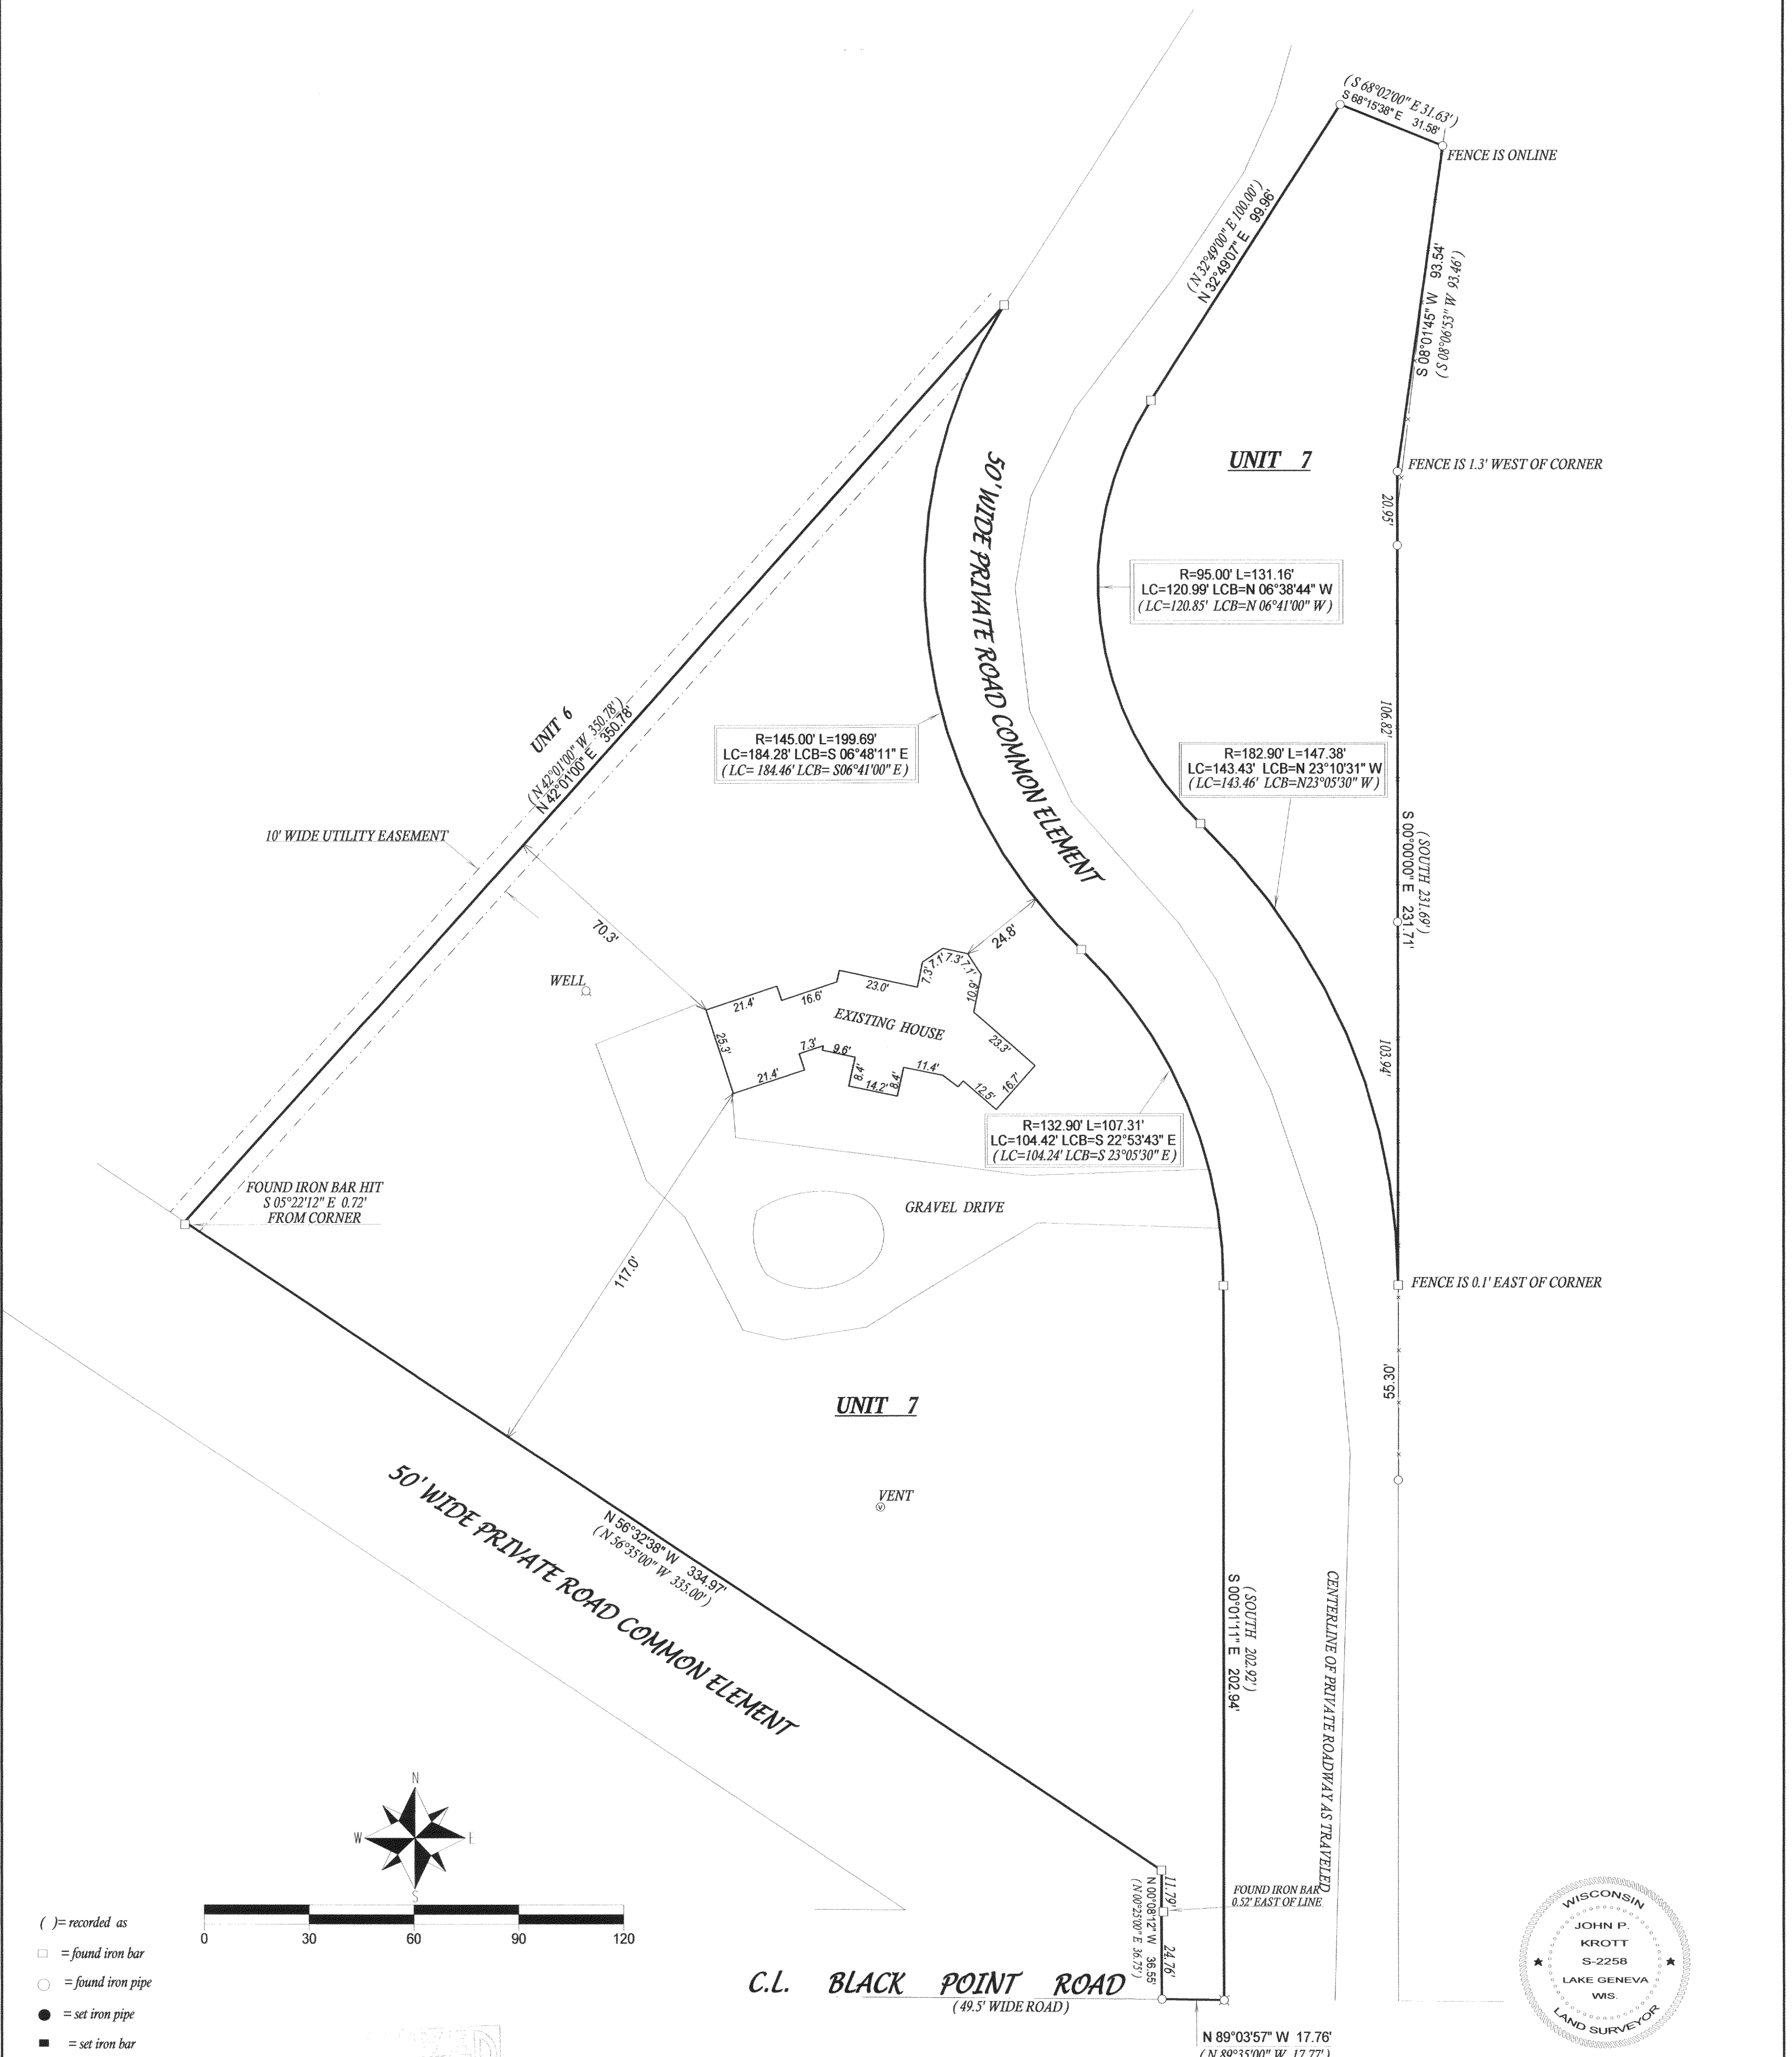 ( S 68°02'00" E 31.63' )
S 68°15'38" E 31.58'
FENCE IS ONLINE
( N 32°49'00" E 100.00' )
N 32°49'07" E 99.96'
S 08°01'45" W 93.54'
( S 08°06'53" W 93.46' )
UNIT 7
FENCE IS 1.3' WEST OF CORNER
20.95'
50' WIDE PRIVATE ROAD COMMON ELEMENT
R=95.00' L=131.16'
LC=120.99' LCB=N 06°38'44" W
( LC=120.85' LCB=N 06°41'00" W )
UNIT 6
( N 42°01'00" W 350.78' )
N 42°01'00" E 350.78'
106.82'
R=145.00' L=199.69'
LC=184.28' LCB=S 06°48'11" E
( LC= 184.46' LCB= S06°41'00" E )
R=182.90' L=147.38'
LC=143.43' LCB=N 23°10'31" W
( LC=143.46' LCB=N23°05'30" W )
10' WIDE UTILITY EASEMENT
S 00°00'00" E 231.71'
( SOUTH 231.69' )
70.3'
24.8'
WELL
21.4'
16.6'
23.0'
7.3'
7.1'
7.3'
7.1'
10.9'
EXISTING HOUSE
25.3'
23.3'
7.3'
9.6'
21.4'
8.4'
14.2'
8.4'
11.4'
12.5'
16.7'
103.94'
R=132.90' L=107.31'
LC=104.42' LCB=S 22°53'43" E
( LC=104.24' LCB=S 23°05'30" E )
FOUND IRON BAR HIT
S 05°22'12" E 0.72'
FROM CORNER
GRAVEL DRIVE
117.0'
FENCE IS 0.1' EAST OF CORNER
55.30'
UNIT 7
VENT
N 56°32'38" W 334.97'
( N 56°35'00" W 335.00' )
50' WIDE PRIVATE ROAD COMMON ELEMENT
S 00°01'11" E 202.94'
( SOUTH 202.92' )
CENTERLINE OF PRIVATE ROADWAY AS TRAVELED
N
W
E
S
11.79'
N 00°08'12" W 36.55'
( N 00°25'00" E 36.75' )
24.76'
FOUND IRON BAR
0.52' EAST OF LINE
( )= recorded as
= found iron bar
= found iron pipe
= set iron pipe
= set iron bar
0 30 60 90 120
C.L. BLACK POINT ROAD
( 49.5' WIDE ROAD )
N 89°03'57" W 17.76'
( N 89°35'00" W 17.77' )
WISCONSIN
JOHN P.
KROTT
S-2258
LAKE GENEVA
WIS.
LAND SURVEYOR